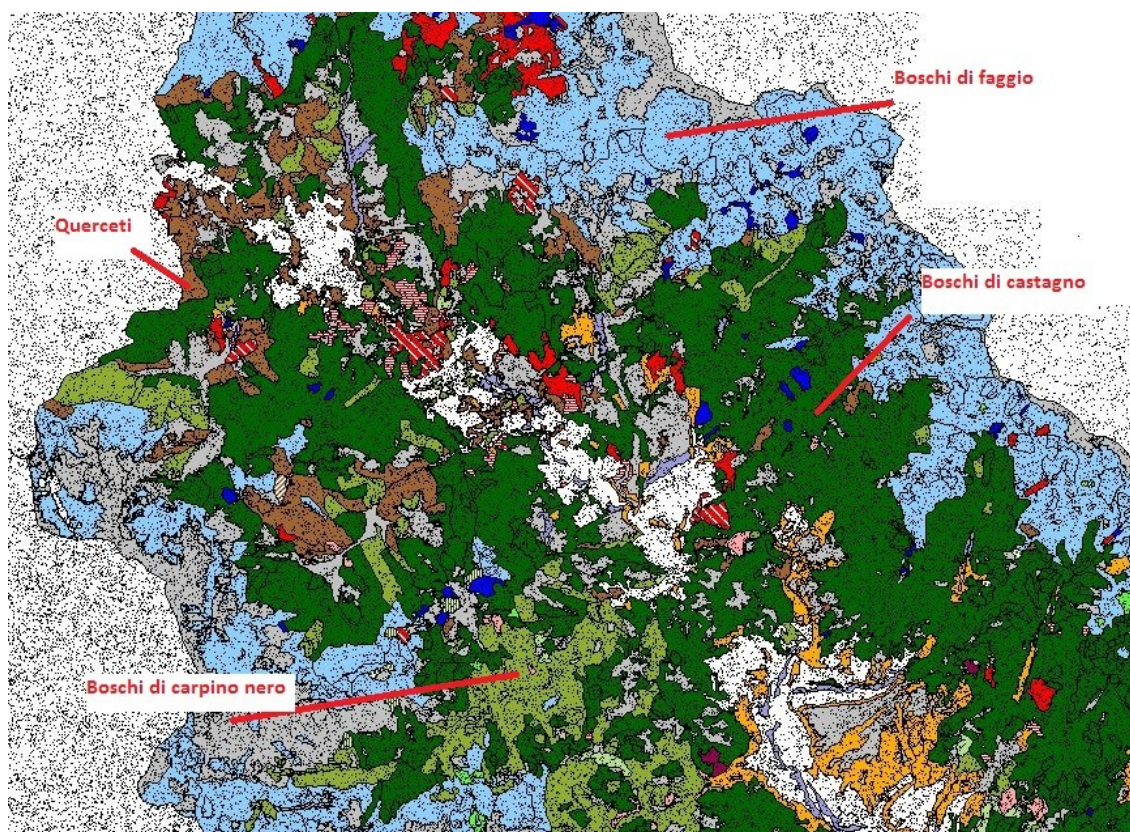 Boschi di faggio
Querceti
Boschi di castagno
Boschi di carpino nero